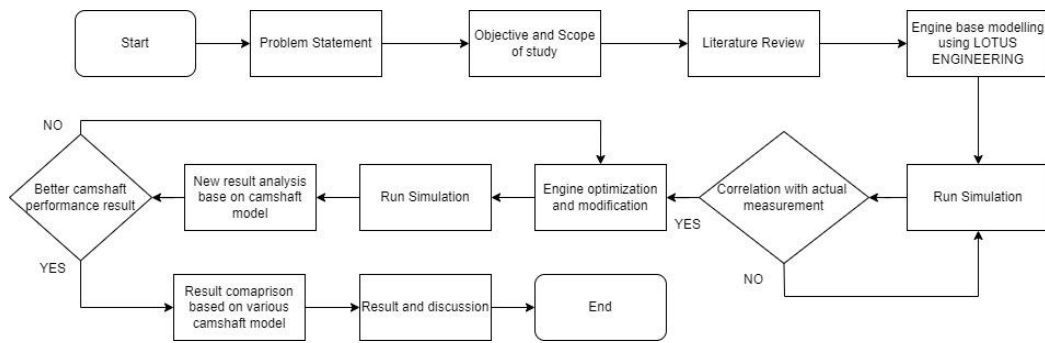 Start
Problem Statement
Objective and Scope
of study
Literature Review
Engine base modelling
using LOTUS
ENGINEERING
NO
Better camshaft
performance result
New result analysis
base on camshaft
model
Run Simulation
Engine optimization
and modification
YES
Correlation with actual
measurement
Run Simulation
NO
YES
Result comaprison
based on various
camshaft model
Result and discussion
End